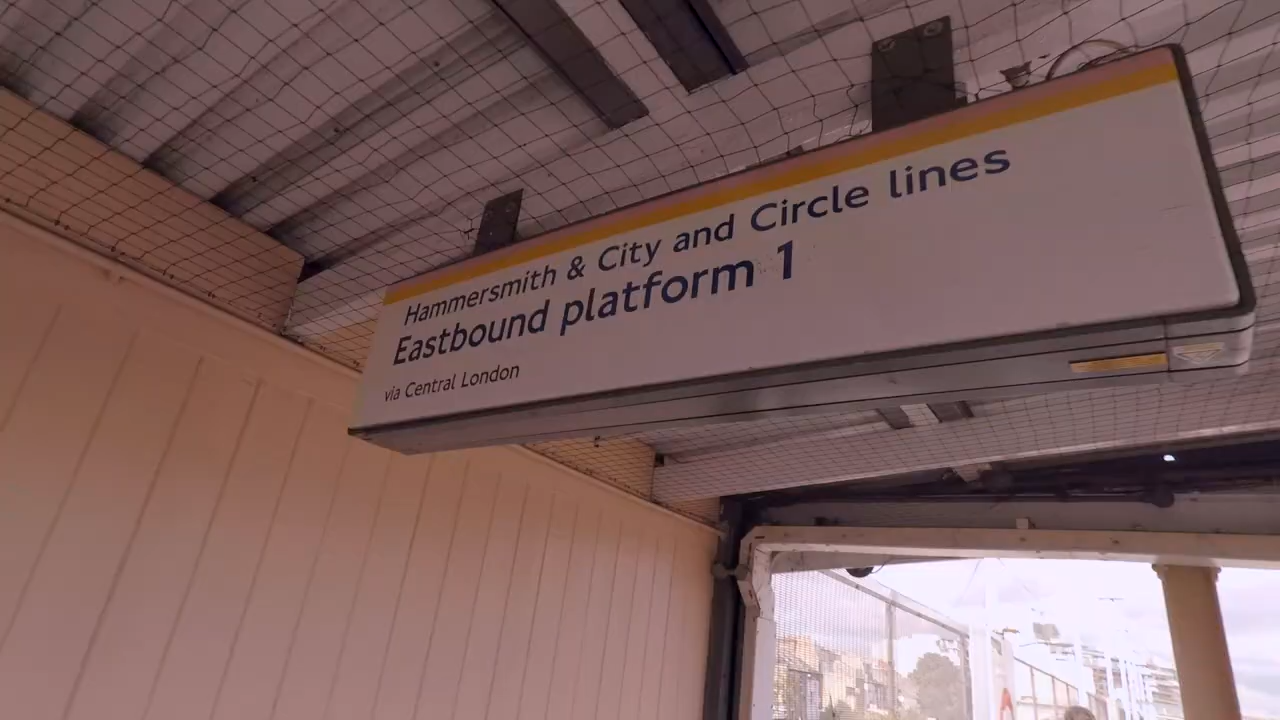 Hammersmith & City and Circle lines
Eastbound platform 1
via Central London